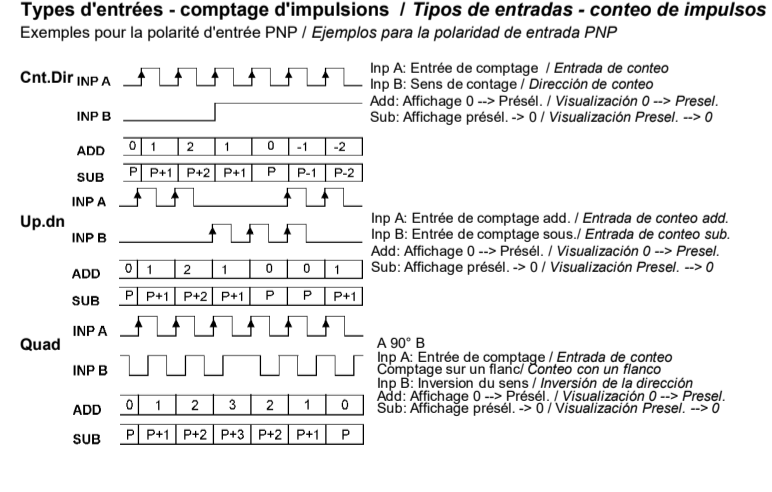 Types d'entrées - comptage d'impulsions / Tipos de entradas - conteo de impulsos
Exemples pour la polarité d'entrée PNP / Ejemplos para la polaridad de entrada PNP
Cnt.Dir INP A
Inp A: Entrée de comptage / Entrada de conteo
Inp B: Sens de contage / Dirección de conteo
INP B
Add: Affichage 0 --> Présél. / Visualización 0 --> Presel.
Sub: Affichage présél. -> 0 / Visualización Presel. --> 0
ADD 0 1 2 1 0 -1 -2
SUB P P+1 P+2 P+1 P P-1 P-2
INP A
Up.dn
Inp A: Entrée de comptage add. / Entrada de conteo add.
INP B
Inp B: Entrée de comptage sous./ Entrada de conteo sub.
Add: Affichage 0 --> Présél. / Visualización 0 --> Presel.
Sub: Affichage présél. -> 0 / Visualización Presel. --> 0
ADD 0 1 2 1 0 0 1
SUB P P+1 P+2 P+1 P P P+1
INP A
Quad
A 90° B
Inp A: Entrée de comptage / Entrada de conteo
Comptage sur un flanc/ Conteo con un flanco
INP B
Inp B: Inversion du sens / Inversión de la dirección
Add: Affichage 0 --> Présél. / Visualización 0 --> Presel.
Sub: Affichage présél. -> 0 / Visualización Presel. --> 0
ADD 0 1 2 3 2 1 0
SUB P P+1 P+2 P+3 P+2 P+1 P